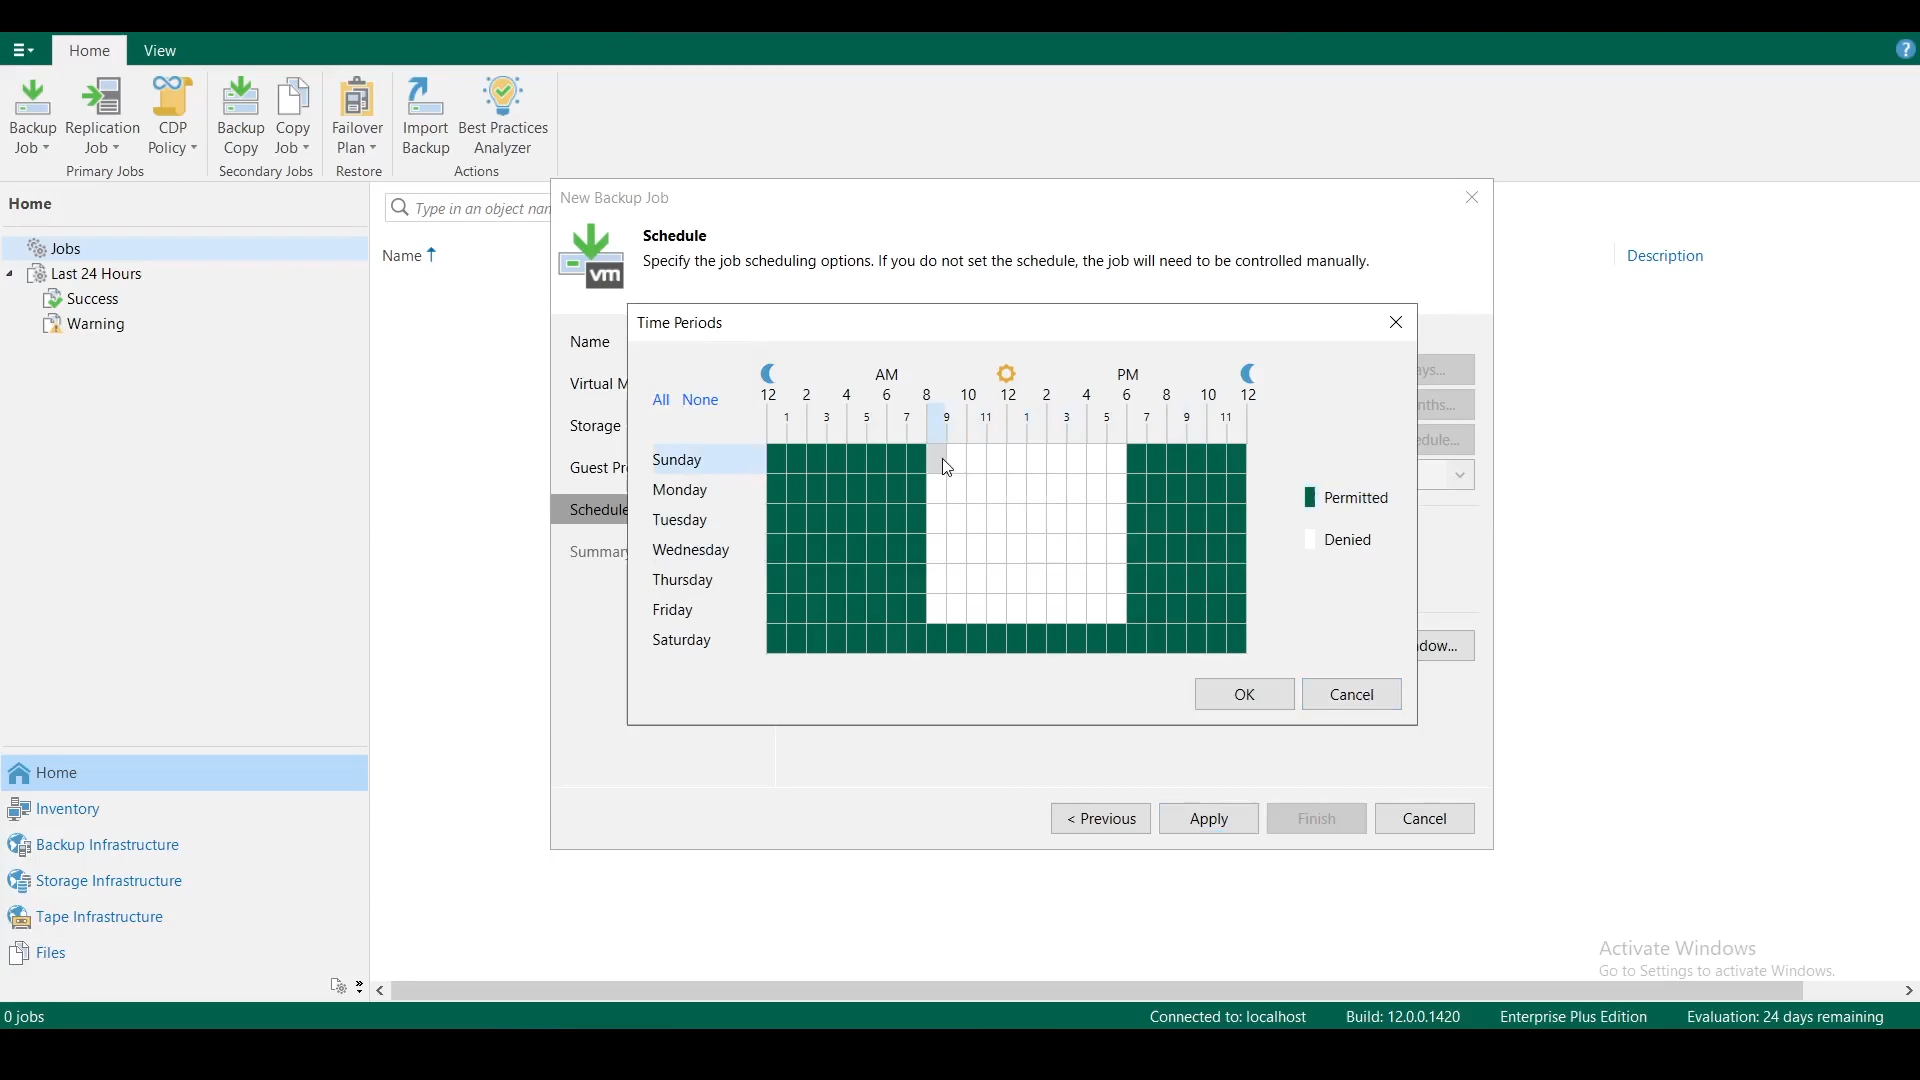 Home View
Backup Job
Replication Job
CDP Policy
Primary Jobs
Backup Copy
Copy Job
Secondary Jobs
Failover Plan
Restore
Import Backup
Best Practices Analyzer
Actions
Home
Jobs
Last 24 Hours
Success
Warning
Home
Inventory
Backup Infrastructure
Storage Infrastructure
Tape Infrastructure
Files
Type in an object nam
Name
Description
New Backup Job
Schedule
Specify the job scheduling options. If you do not set the schedule, the job will need to be controlled manually.
Name
Virtual M
Storage
Guest Pr
Schedule
Summary
Time Periods
AM PM
All None
12 2 4 6 8 10 12 2 4 6 8 10 12
1 3 5 7 9 11 1 3 5 7 9 11
Sunday
Monday
Tuesday
Wednesday
Thursday
Friday
Saturday
Permitted
Denied
OK Cancel
ays...
nths...
edule...
dow...
< Previous Apply Finish Cancel
Activate Windows
Go to Settings to activate Windows.
0 jobs
Connected to: localhost Build: 12.0.0.1420 Enterprise Plus Edition Evaluation: 24 days remaining